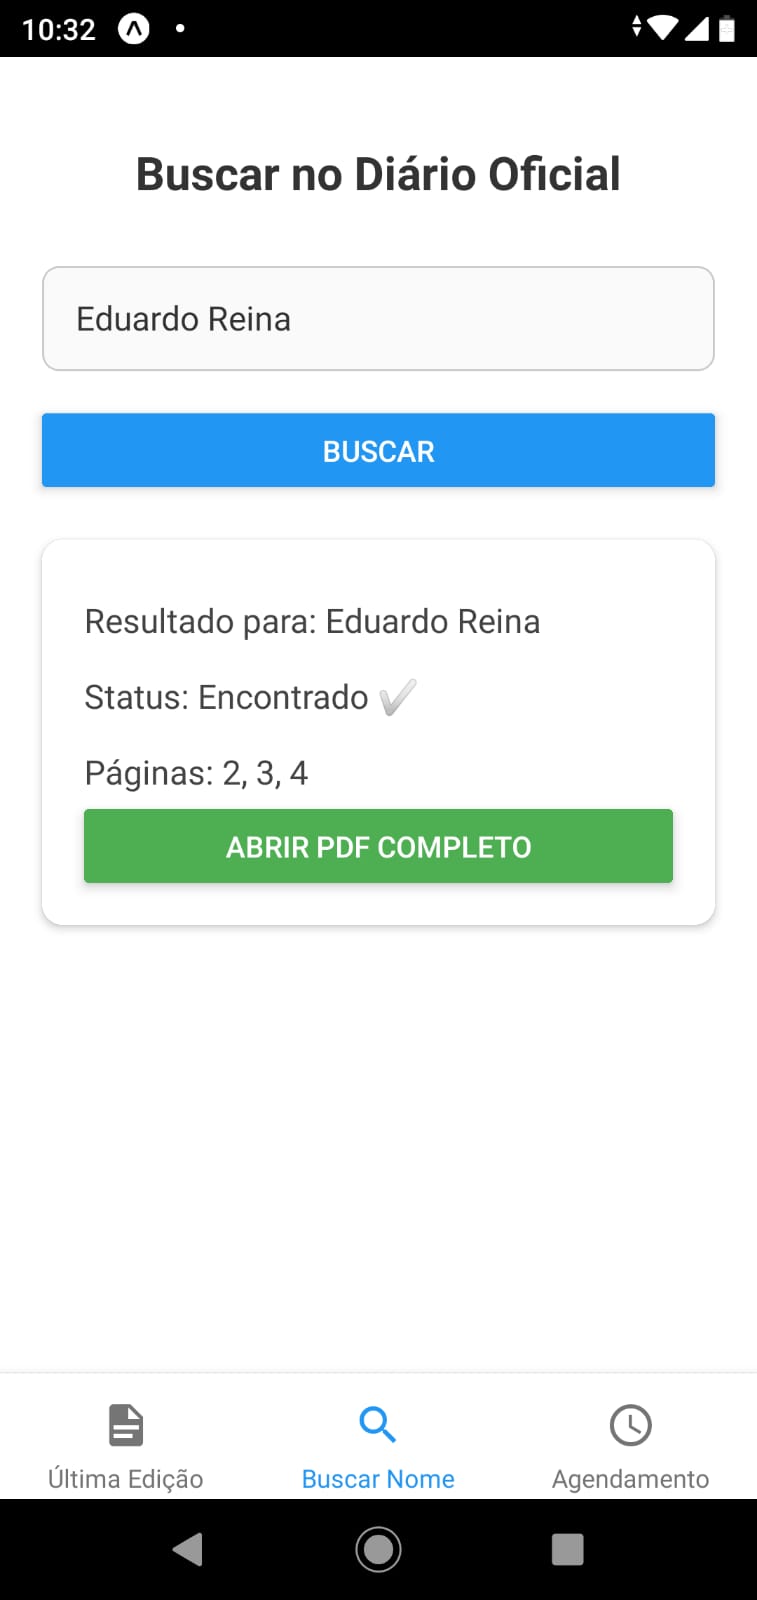 10:32
Buscar no Diário Oficial
Eduardo Reina
BUSCAR
Resultado para: Eduardo Reina
Status: Encontrado ✔
Páginas: 2, 3, 4
ABRIR PDF COMPLETO
Última Edição
Buscar Nome
Agendamento